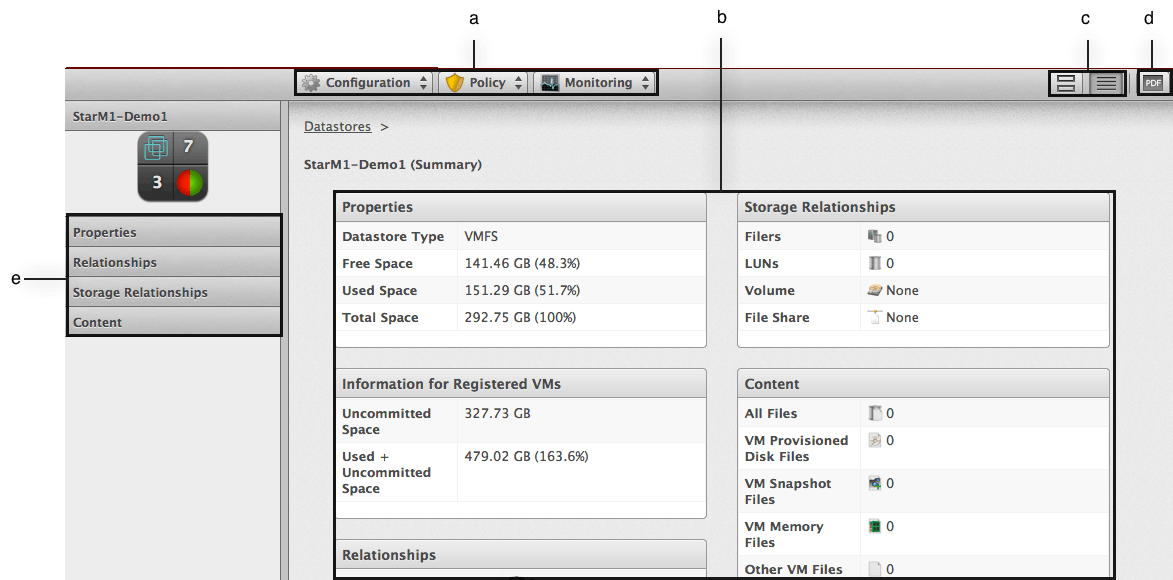 a
b
c
d
Configuration
Policy
Monitoring
PDF
StarM1-Demo1
7
3
Properties
Relationships
Storage Relationships
Content
e
Datastores >
StarM1-Demo1 (Summary)
Properties
Datastore Type VMFS
Free Space 141.46 GB (48.3%)
Used Space 151.29 GB (51.7%)
Total Space 292.75 GB (100%)
Information for Registered VMs
Uncommitted
Space
327.73 GB
Used +
Uncommitted
Space
479.02 GB (163.6%)
Relationships
Storage Relationships
Filers 0
LUNs 0
Volume None
File Share None
Content
All Files 0
VM Provisioned
Disk Files
0
VM Snapshot
Files
0
VM Memory
Files
0
Other VM Files 0